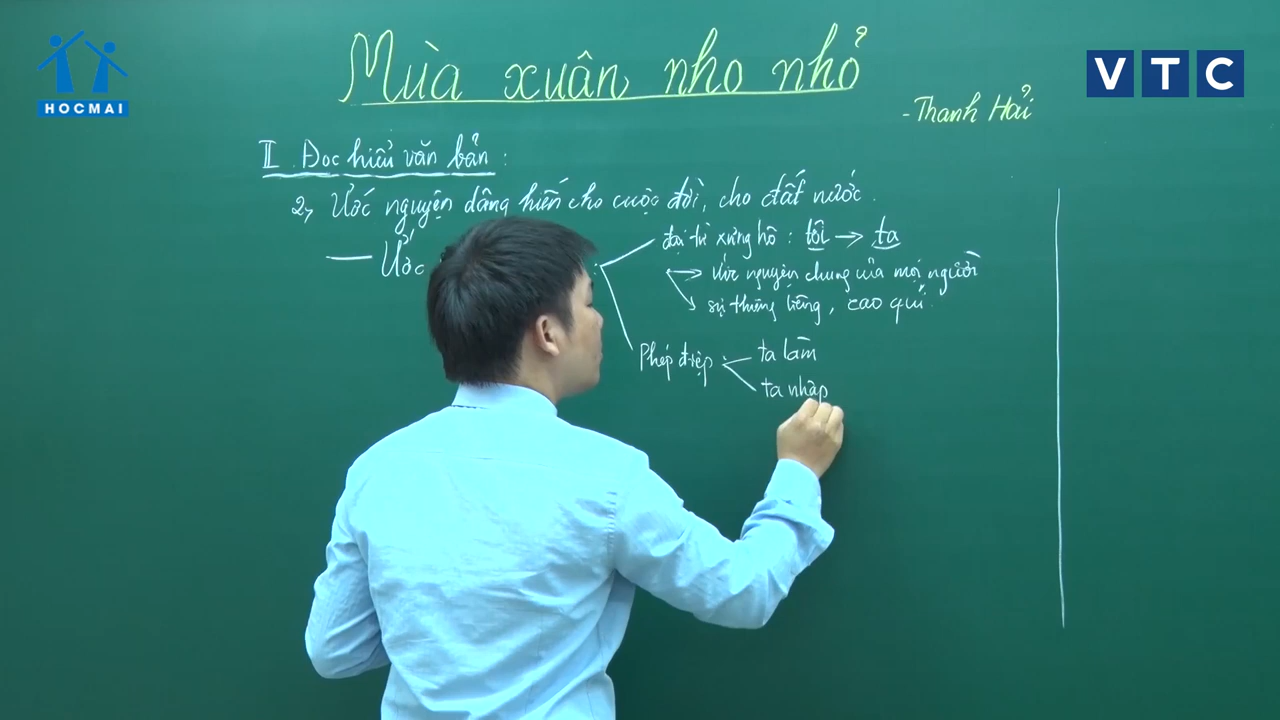 HOCMAI
VTC
Mùa xuân nho nhỏ
- Thanh Hải
II. Đọc hiểu văn bản :
2, Ước nguyện dâng hiến cho cuộc đời, cho đất nước.
— Ước
đại từ xưng hô : tôi → ta
→ ước nguyện chung của mọi người
sự thiêng liêng, cao quí.
Phép điệp
ta làm
ta nhập